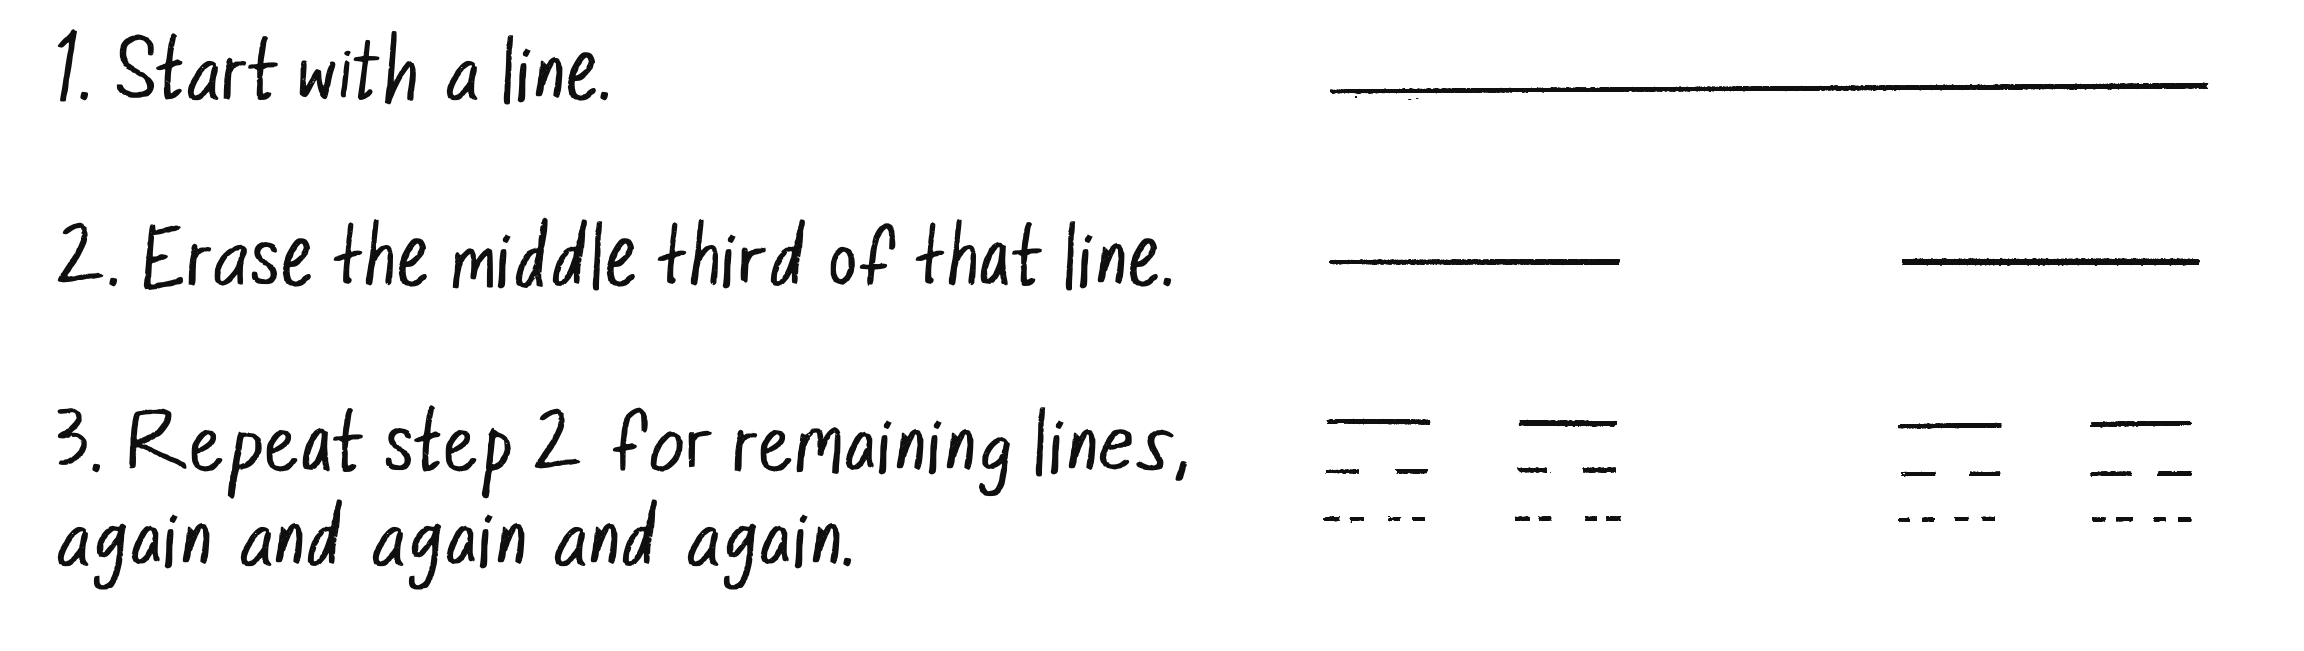 1. Start with a line.
2. Erase the middle third of that line.
3. Repeat step 2 for remaining lines,
again and again and again.